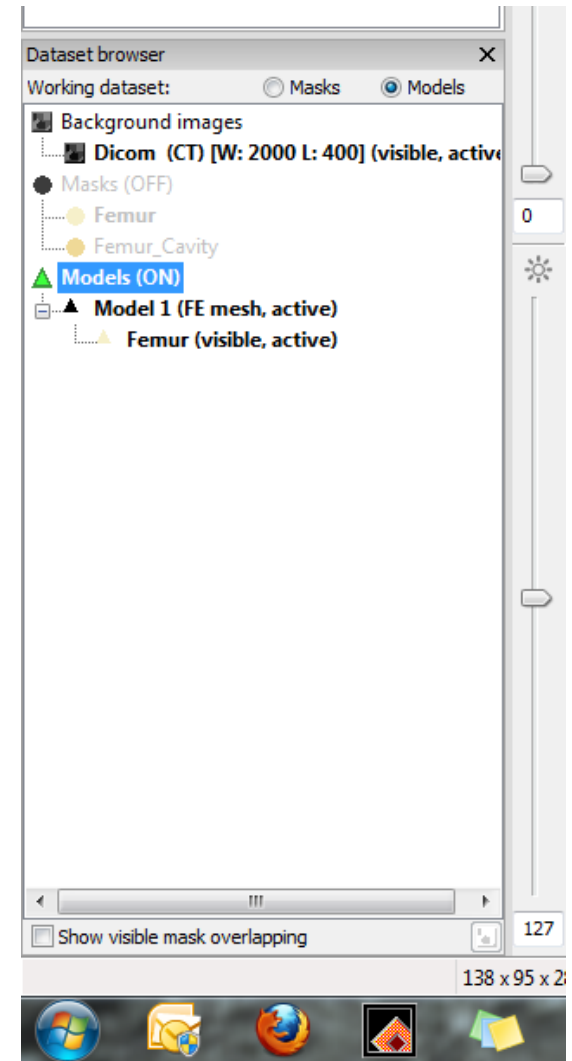 Dataset browser
Working dataset: Masks Models
Background images
Dicom (CT) [W: 2000 L: 400] (visible, active
Masks (OFF)
0
Femur
Femur_Cavity
Models (ON)
Model 1 (FE mesh, active)
Femur (visible, active)
Show visible mask overlapping
127
138 x 95 x 2